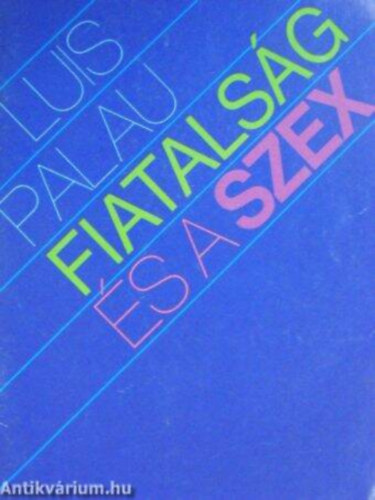 LUIS
PALAU
FIATALSÁG
ÉS A SZEX
Antikvárium.hu